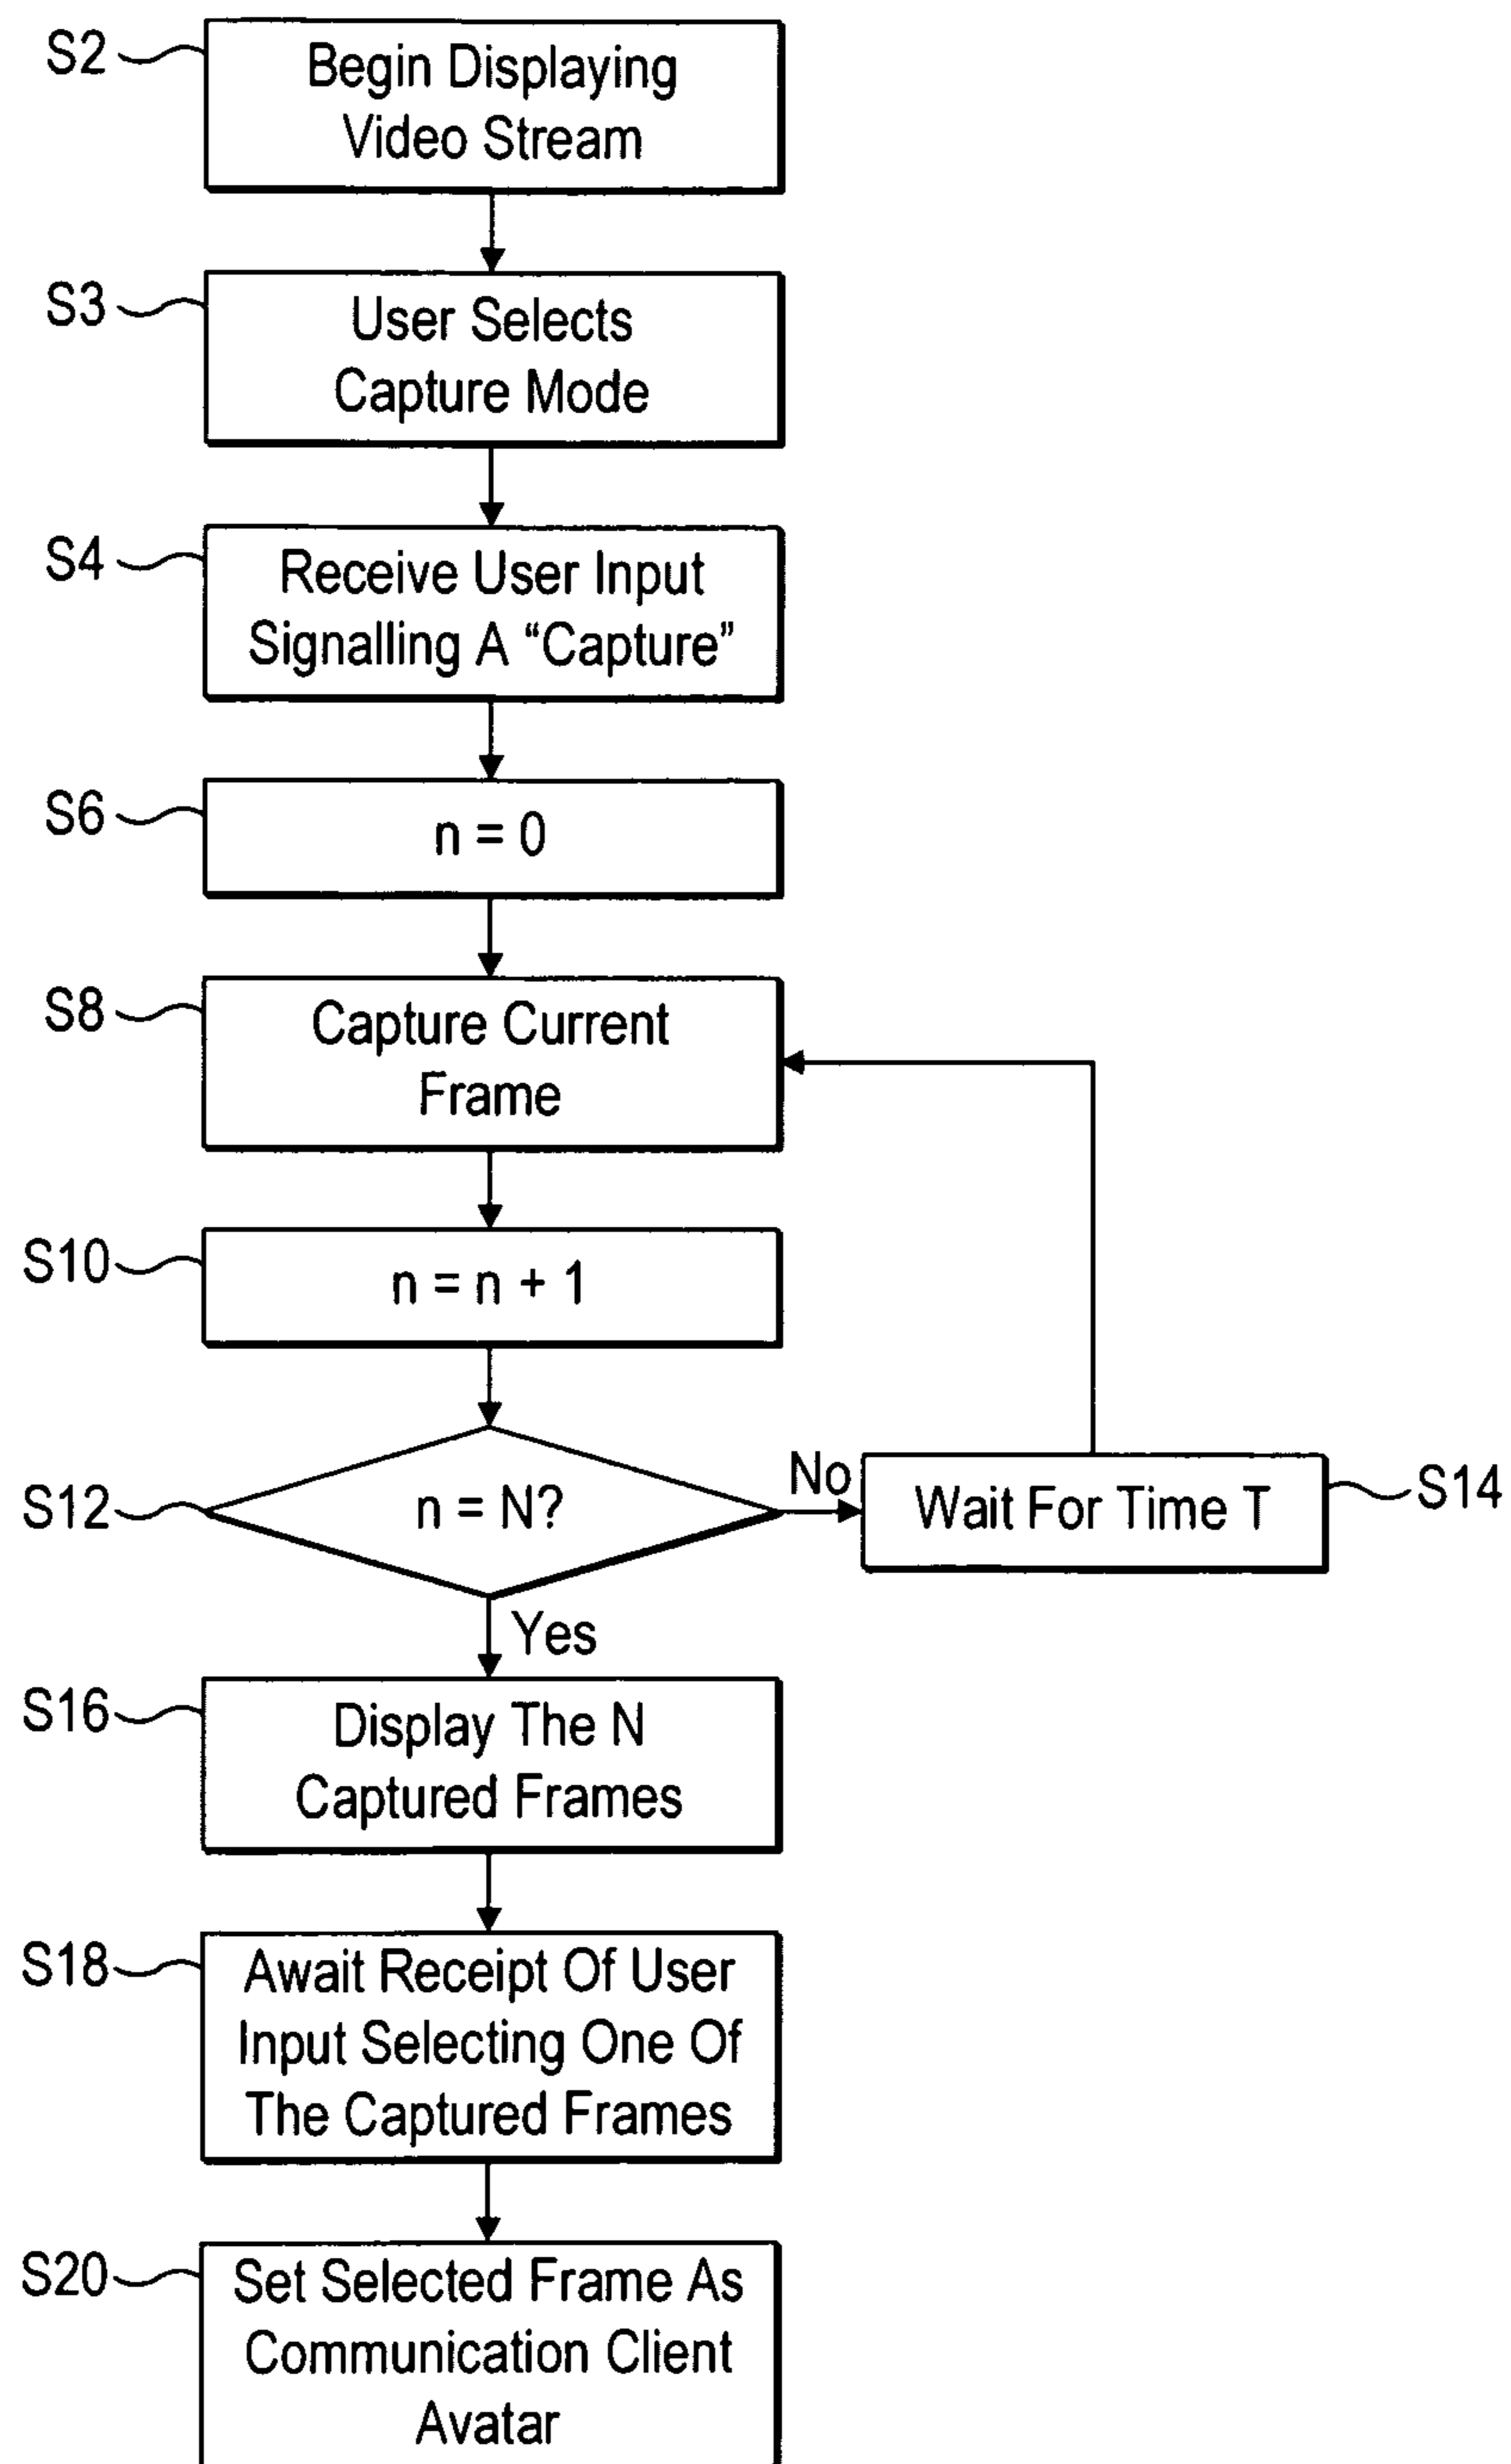 S2
Begin Displaying
Video Stream
S3
User Selects
Capture Mode
S4
Receive User Input
Signalling A “Capture”
S6
n = 0
S8
Capture Current
Frame
S10
n = n + 1
S12
n = N?
No
Wait For Time T
S14
Yes
S16
Display The N
Captured Frames
S18
Await Receipt Of User
Input Selecting One Of
The Captured Frames
S20
Set Selected Frame As
Communication Client
Avatar